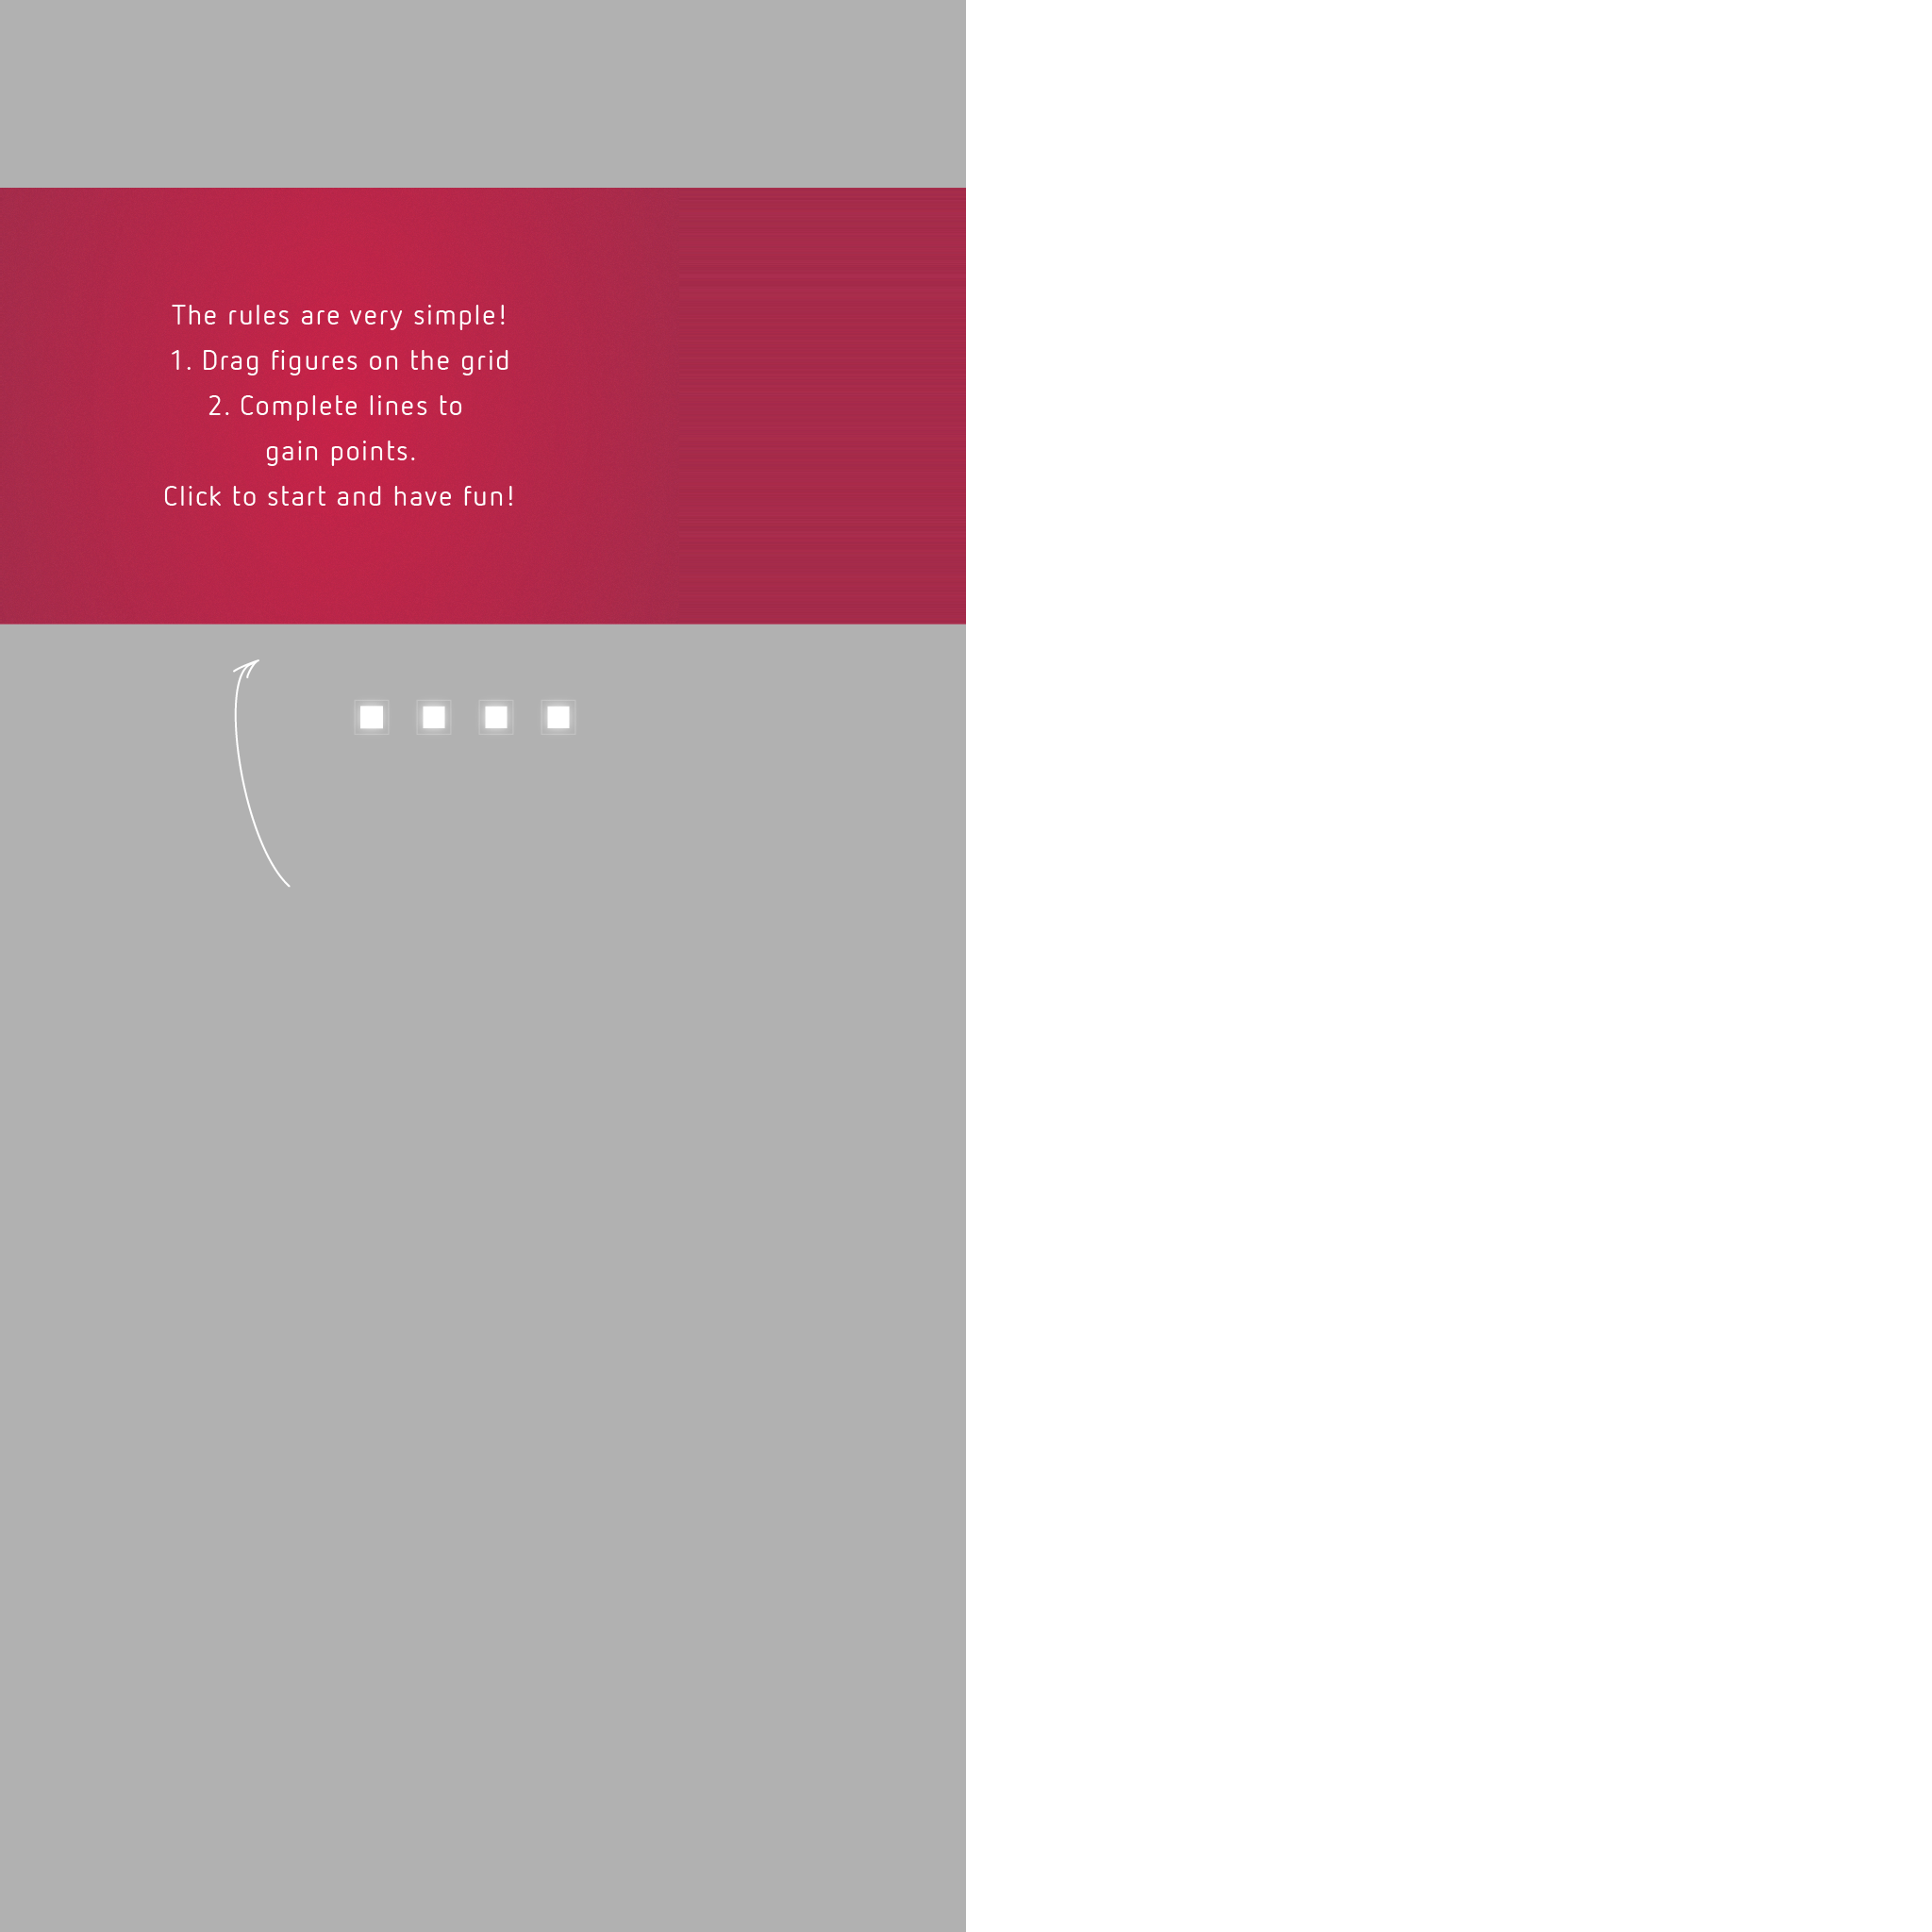 The rules are very simple!
1. Drag figures on the grid
2. Complete lines to
gain points.
Click to start and have fun!